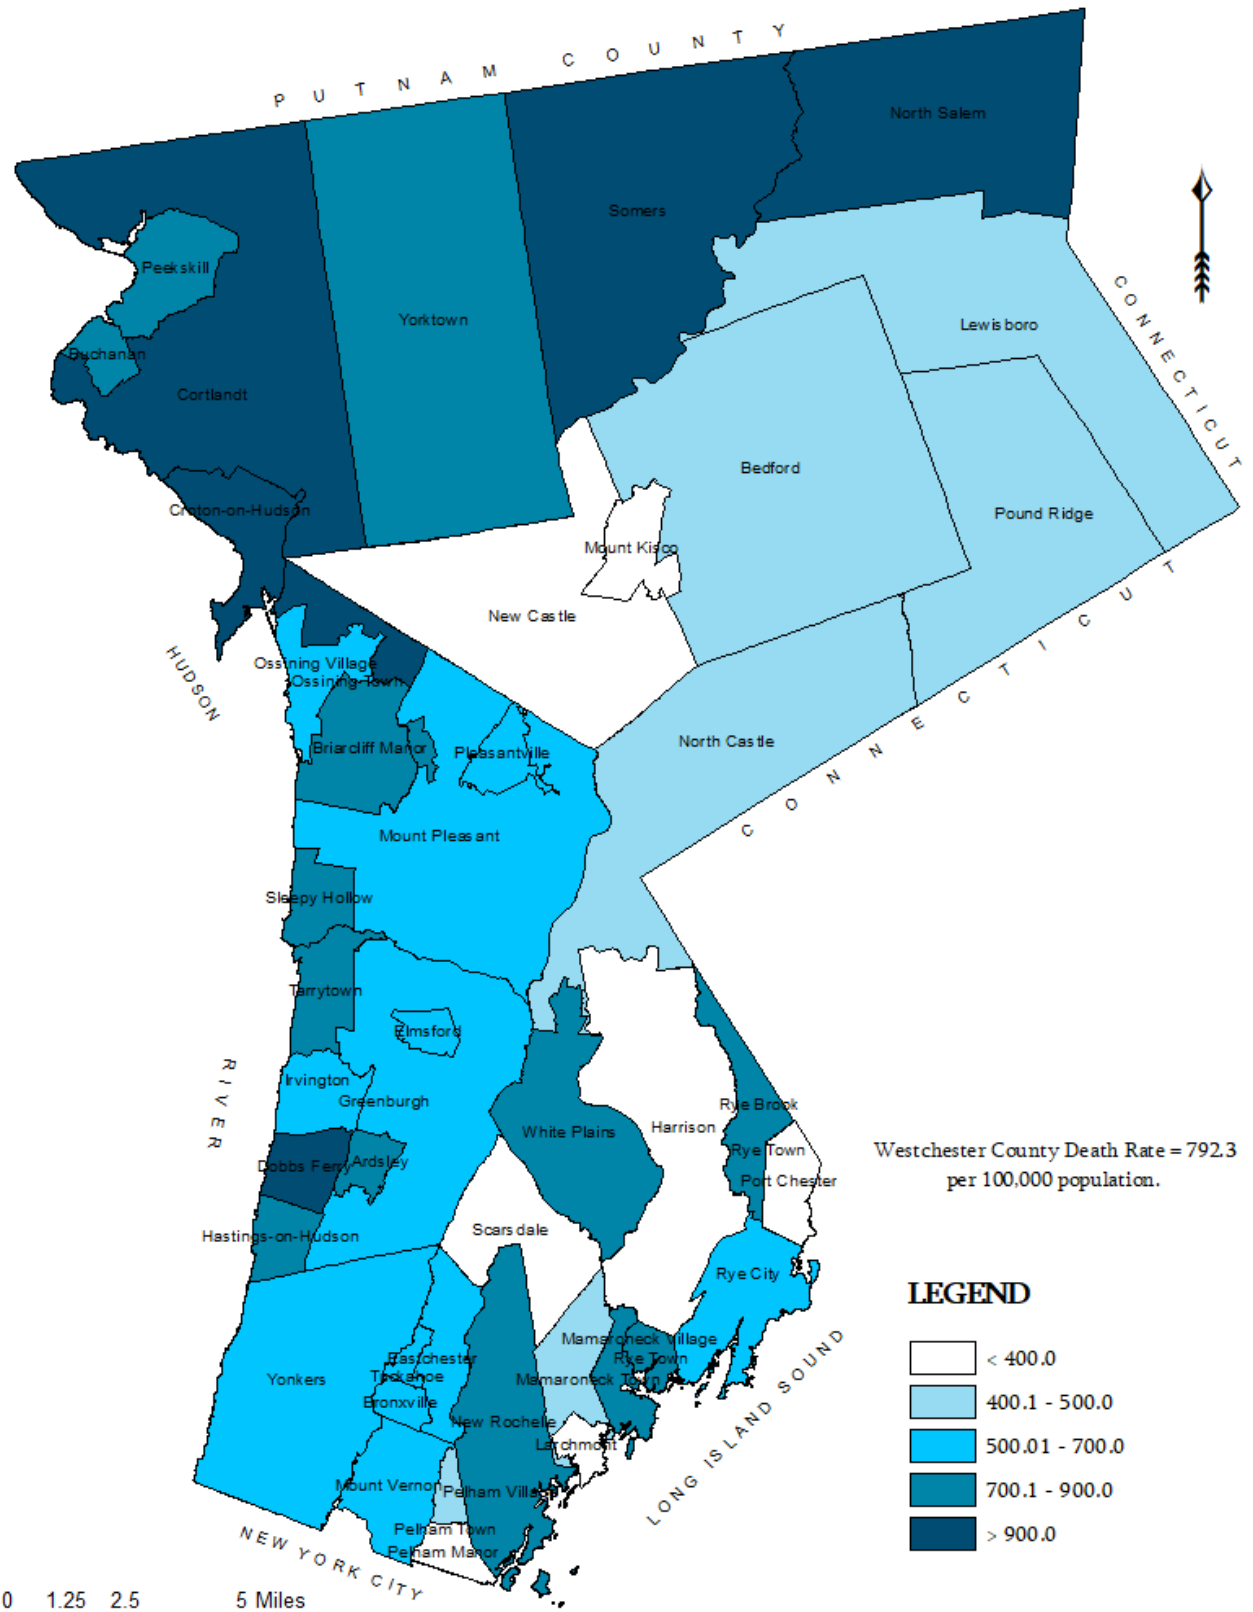 PUTNAM COUNTY
North Salem
Somers
Peekskill
Yorktown
Lewisboro
CONNECTICUT
Buchanan
Cortlandt
Bedford
Croton-on-Hudson
Pound Ridge
Mount Kisco
New Castle
CONNECTICUT
HUDSON
Ossining Village
Ossining Town
North Castle
Briarcliff Manor
Pleasantville
Mount Pleasant
Sleepy Hollow
Tarrytown
Elmsford
RIVER
Irvington
Greenburgh
Rye Brook
White Plains
Harrison
Rye Town
Westchester County Death Rate = 792.3
per 100,000 population.
Dobbs Ferry
Ardsley
Port Chester
Scarsdale
Hastings-on-Hudson
Rye City
LEGEND
Mamaroneck Village
Eastchester
Rye Town
< 400.0
Tuckahoe
Yonkers
Mamaroneck Town
Bronxville
400.1 - 500.0
New Rochelle
Larchmont
LONG ISLAND SOUND
500.01 - 700.0
Mount Vernon
Pelham Village
700.1 - 900.0
Pelham Town
> 900.0
Pelham Manor
NEW YORK CITY
0 1.25 2.5 5 Miles